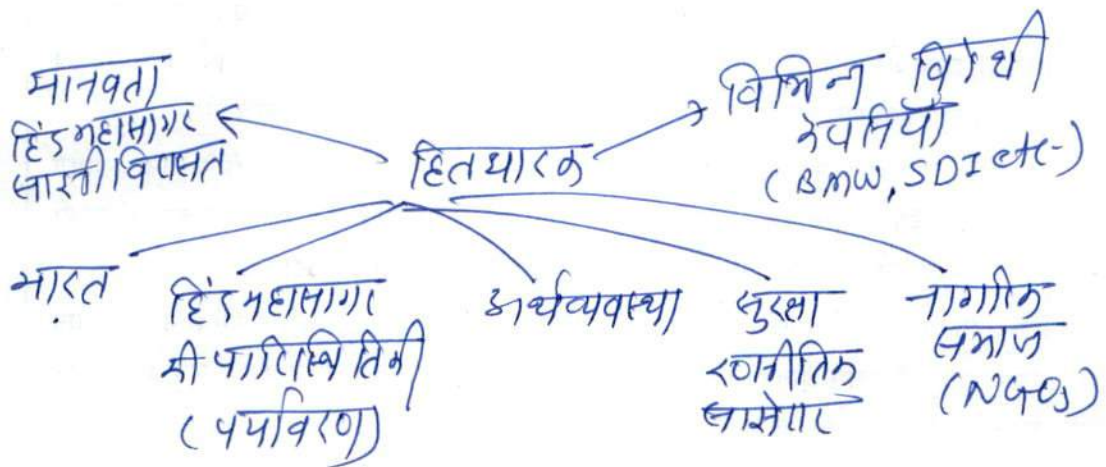 मानवता
हिंद महासागर
साझी विरासत
हितधारक
विभिन्न विरोधी
कंपनियाँ
(BMW, SDI etc-)
भारत
हिंद महासागर
की पारिस्थितिकी
(पर्यावरण)
अर्थव्यवस्था
सुरक्षा
रणनीतिक
साझेदार
नागरिक
समाज
(NGOs)